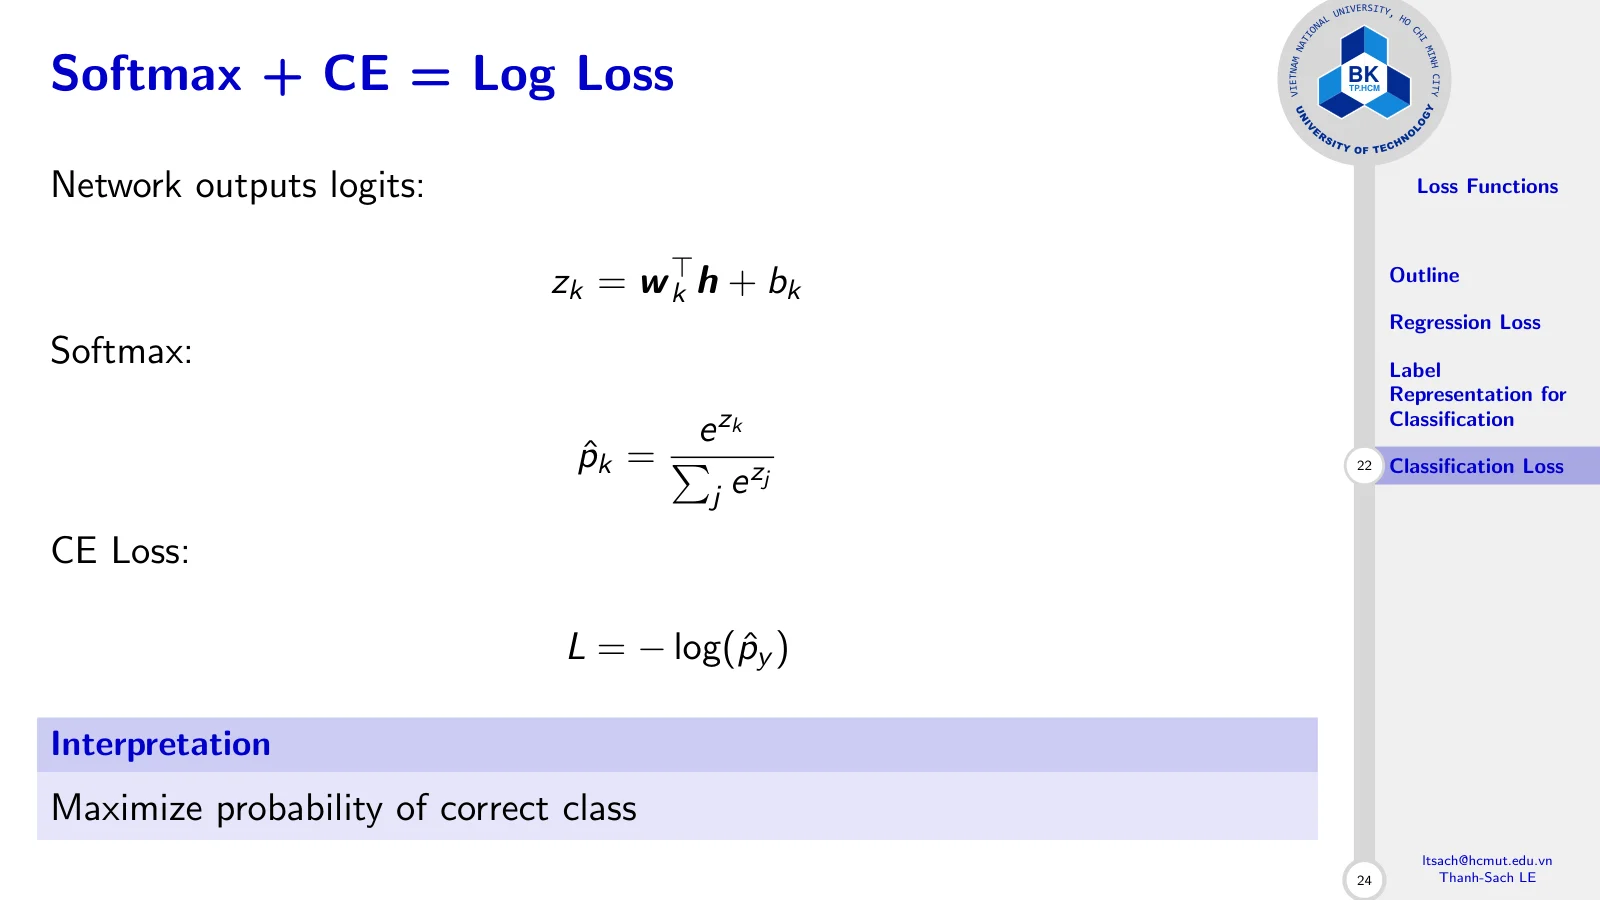 Softmax + CE = Log Loss
Network outputs logits:
z_k = w_k^⊤ h + b_k
Softmax:
p̂_k = e^{z_k} / ∑_j e^{z_j}
CE Loss:
L = − log(p̂_y)
Interpretation
Maximize probability of correct class
VIETNAM NATIONAL UNIVERSITY, HO CHI MINH CITY
BK
TP.HCM
UNIVERSITY OF TECHNOLOGY
Loss Functions
Outline
Regression Loss
Label
Representation for
Classification
22 Classification Loss
ltsach@hcmut.edu.vn
Thanh-Sach LE
24